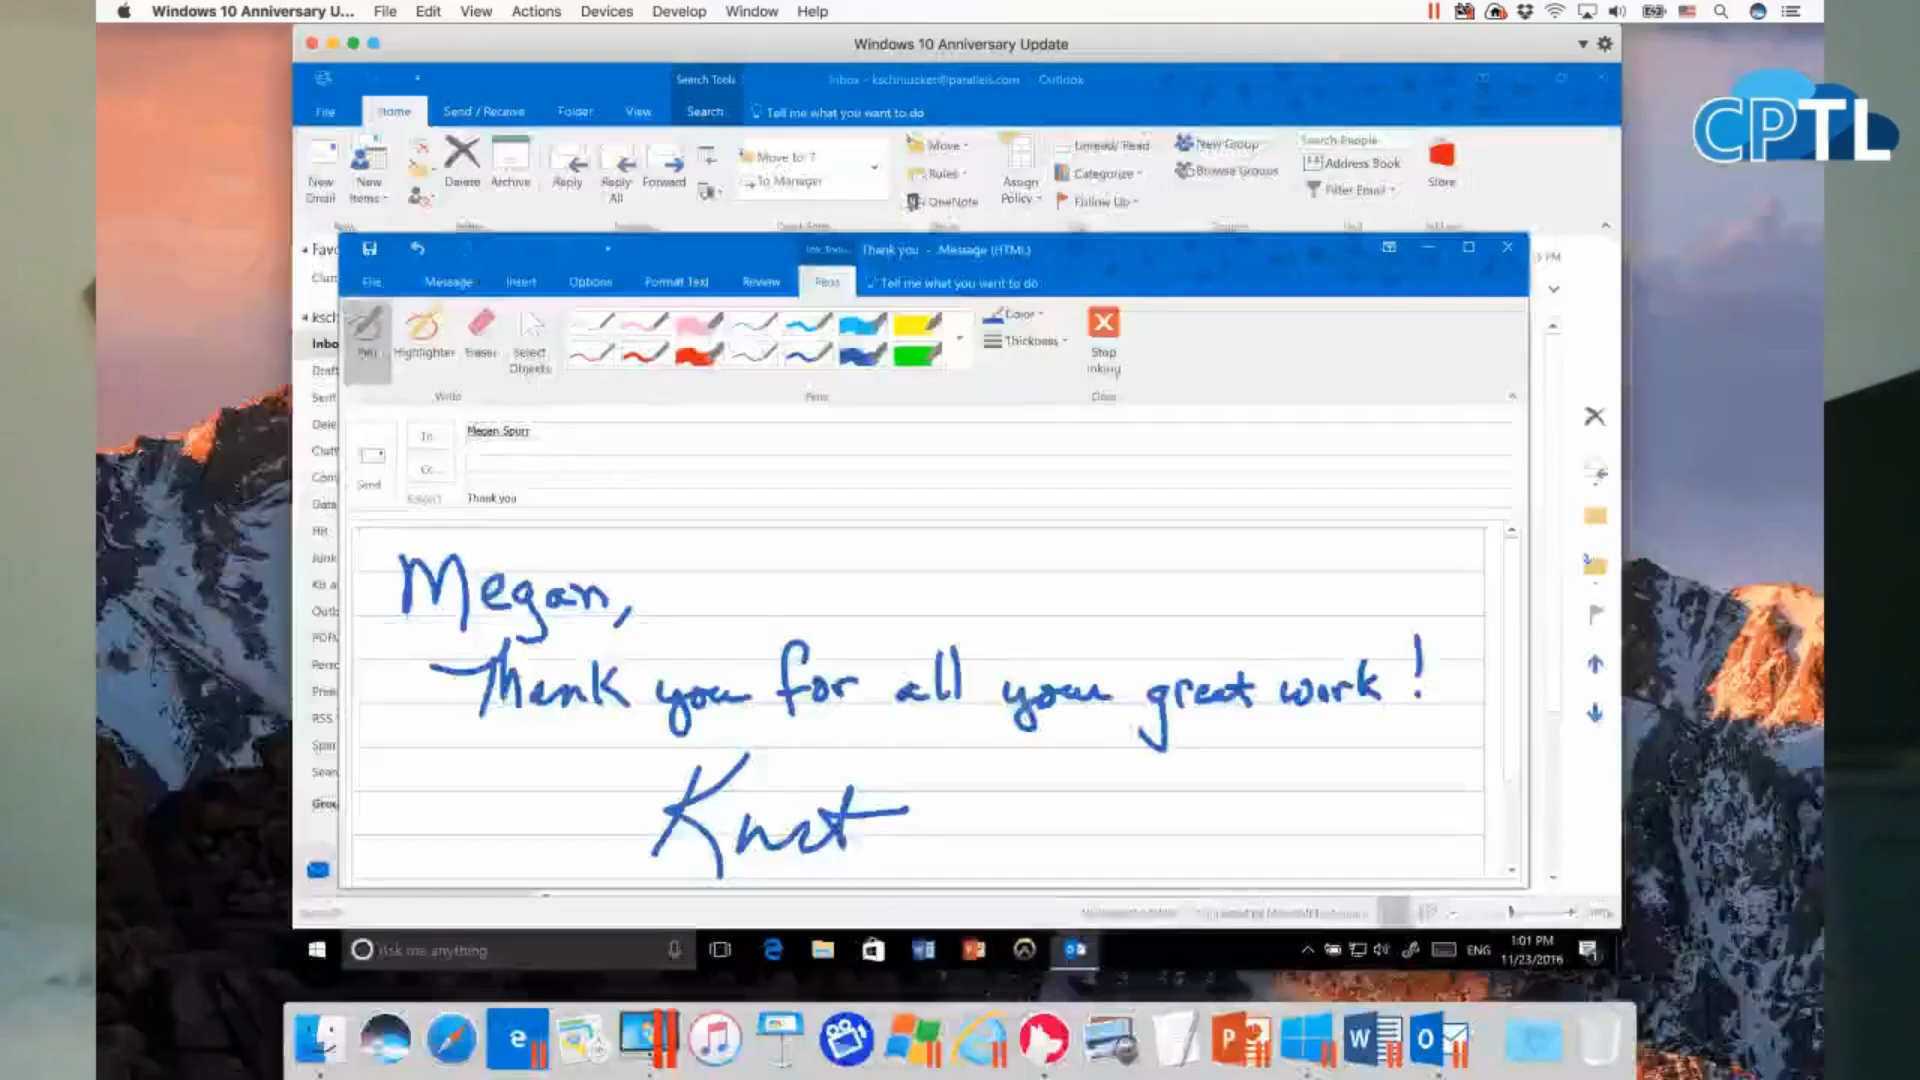 Windows 10 Anniversary U... File Edit View Actions Devices Develop Window Help
Windows 10 Anniversary Update
CPTL
Search Tools Inbox - kschmucker@parallels.com - Outlook
File Home Send / Receive Folder View Search Tell me what you want to do
New Email
New Items
Delete
Archive
Reply
Reply All
Forward
Move to: ?
To Manager
Move
Rules
OneNote
Assign Policy
Unread/ Read
Categorize
Follow Up
New Group
Browse Groups
Search People
Address Book
Filter Email
Store
Thank you - Message (HTML)
File Message Insert Options Format Text Review Pens Tell me what you want to do
Pen
Highlighter
Eraser
Select Objects
Color
Thickness
Stop Inking
Write Pens Close
Send
To... Megan Spurr
Cc...
Subject Thank you
Megan,
Thank you for all your great work!
Kurt
Ask me anything
ENG
1:01 PM
11/23/2016